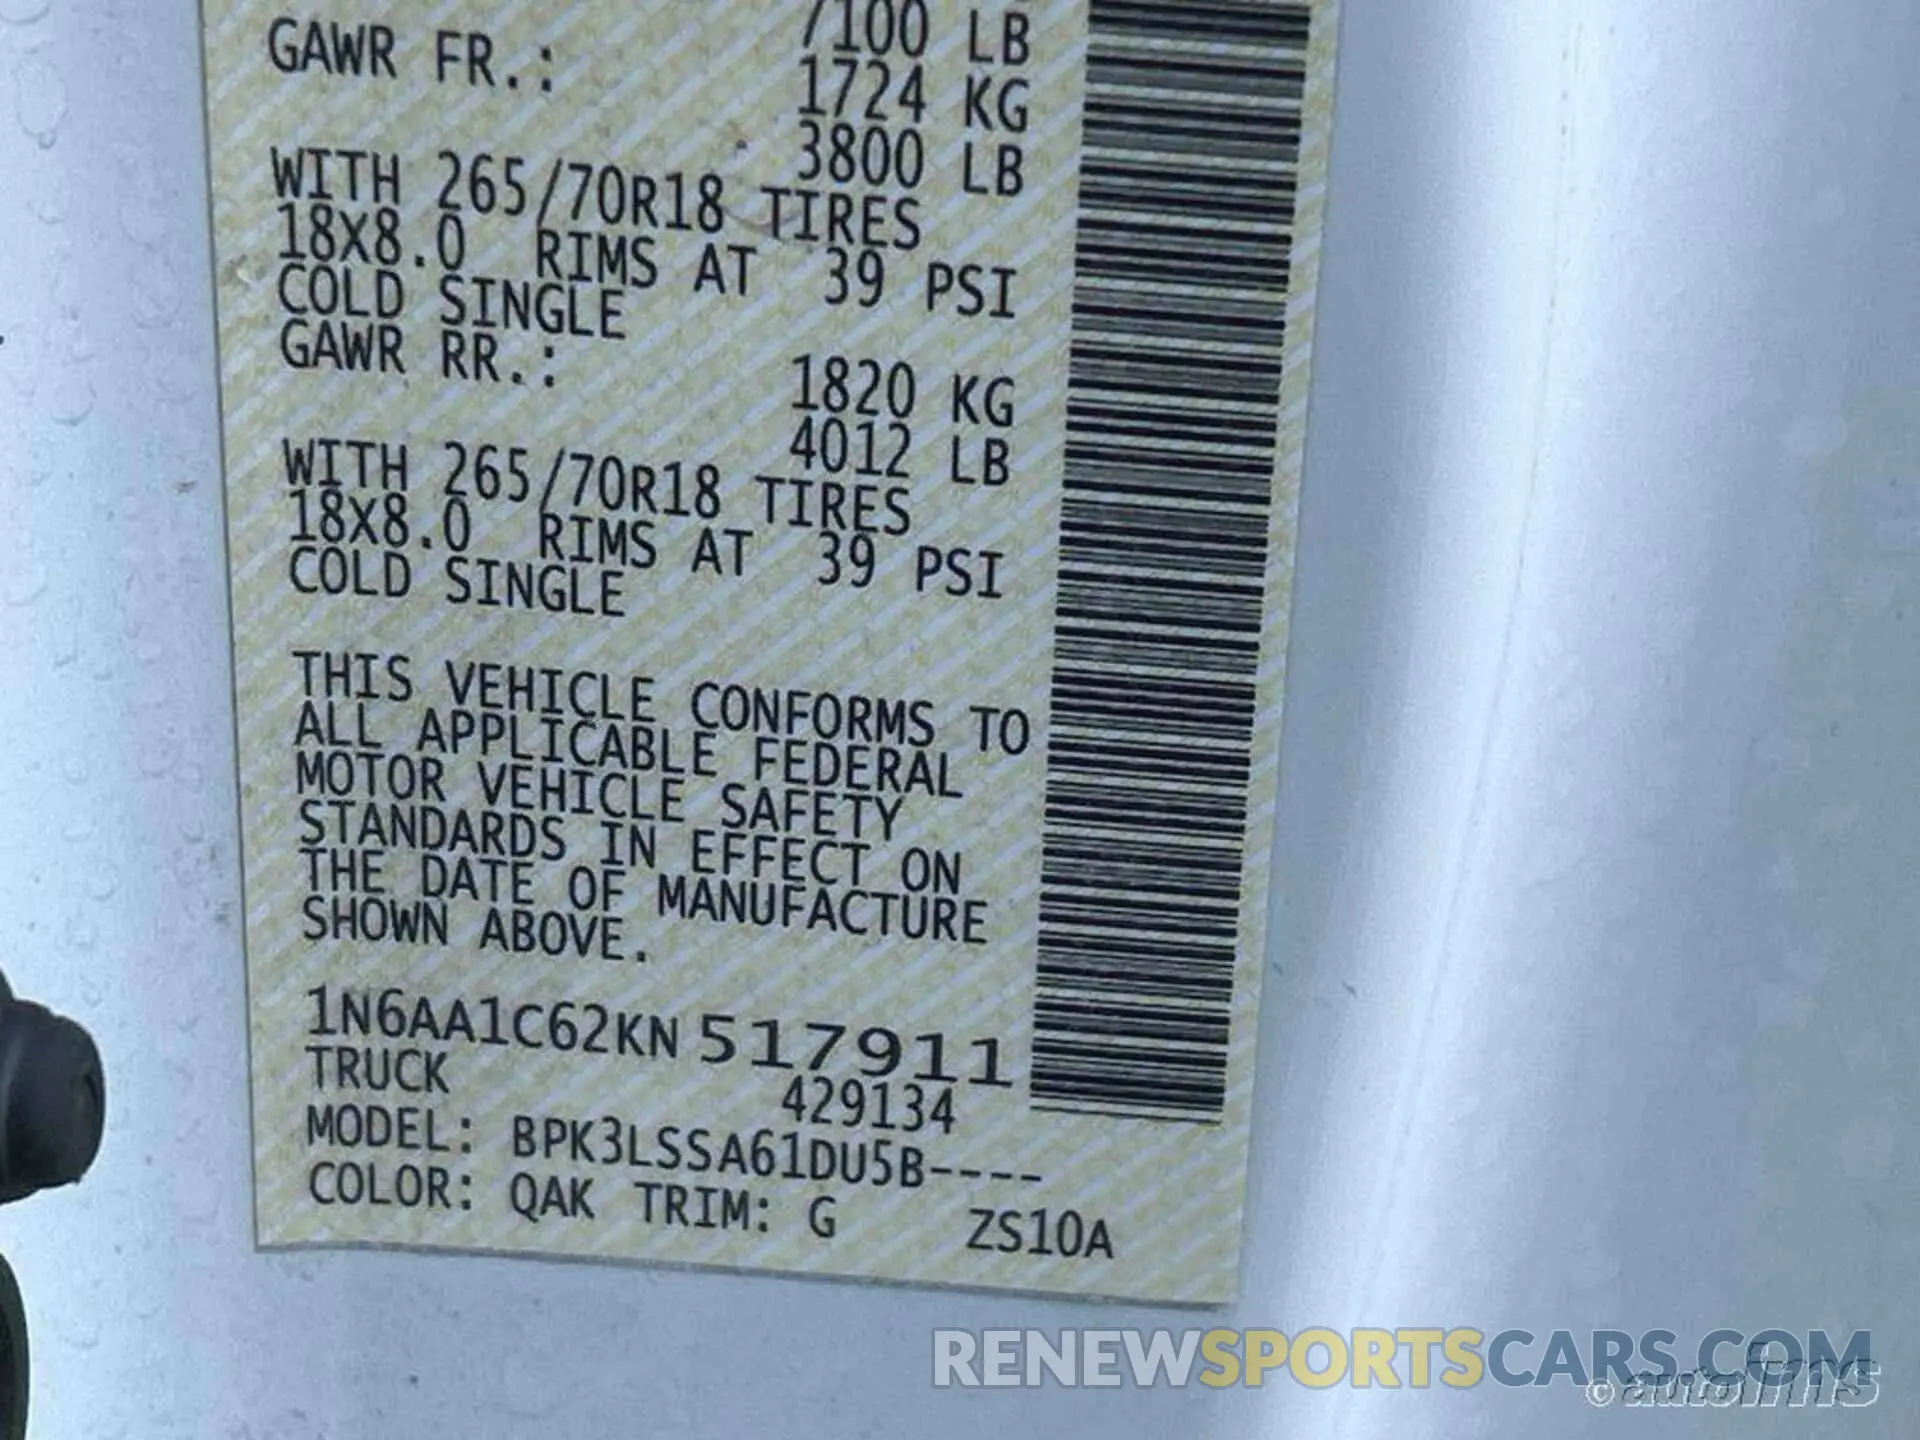 7100 LB
GAWR FR.: 1724 KG
3800 LB
WITH 265/70R18 TIRES
18X8.0 RIMS AT 39 PSI
COLD SINGLE
GAWR RR.: 1820 KG
4012 LB
WITH 265/70R18 TIRES
18X8.0 RIMS AT 39 PSI
COLD SINGLE
THIS VEHICLE CONFORMS TO
ALL APPLICABLE FEDERAL
MOTOR VEHICLE SAFETY
STANDARDS IN EFFECT ON
THE DATE OF MANUFACTURE
SHOWN ABOVE.
1N6AA1C62KN517911
TRUCK 429134
MODEL: BPK3LSSA61DU5B----
COLOR: QAK TRIM: G ZS10A
RENEWSPORTSCARS.COM
© autoIMS